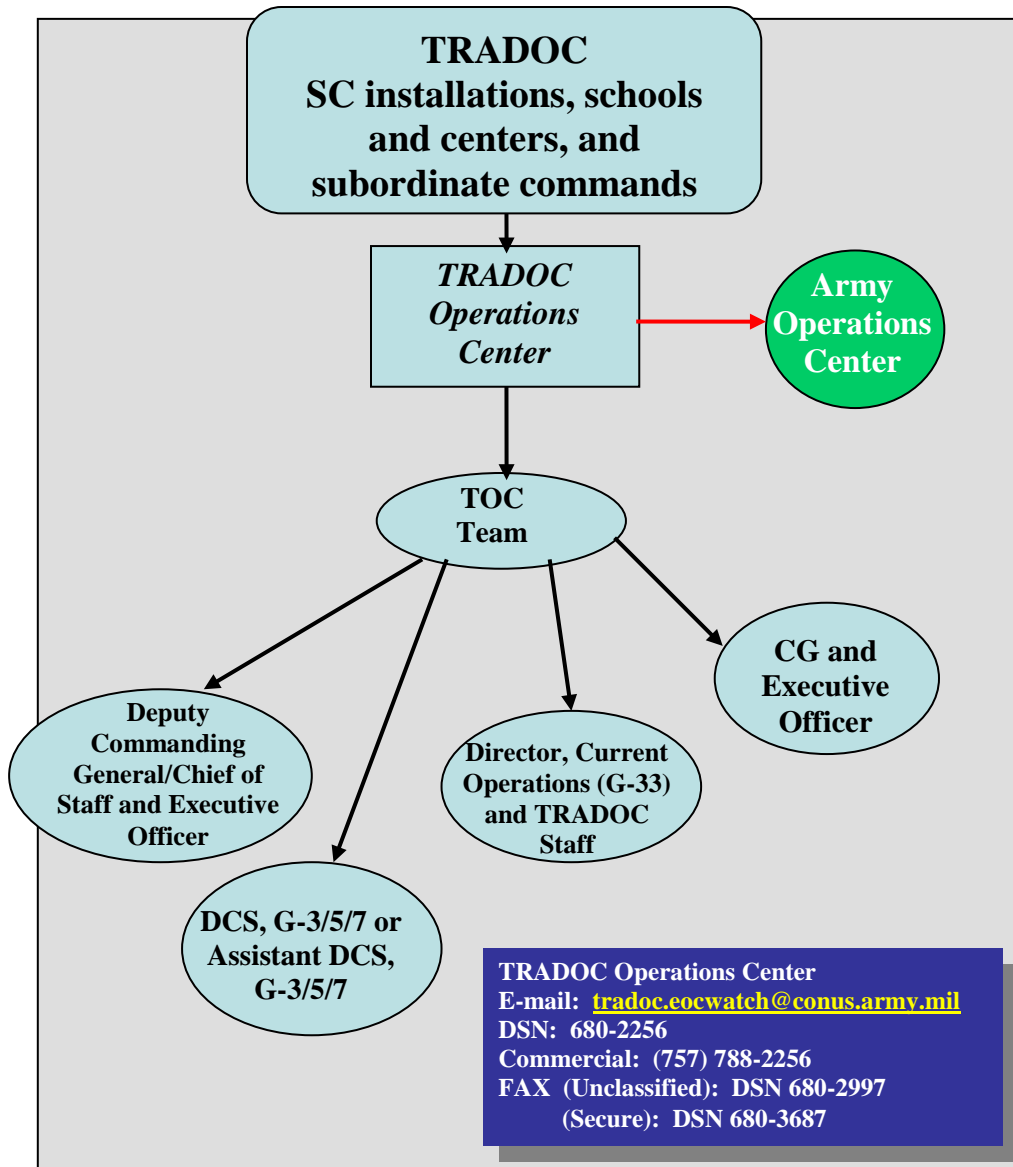 TRADOC
SC installations, schools
and centers, and
subordinate commands
TRADOC
Operations
Center
Army
Operations
Center
TOC
Team
CG and
Executive
Officer
Deputy
Commanding
General/Chief of
Staff and Executive
Officer
Director, Current
Operations (G-33)
and TRADOC
Staff
DCS, G-3/5/7 or
Assistant DCS,
G-3/5/7
TRADOC Operations Center
E-mail:  tradoc.eocwatch@conus.army.mil
DSN:  680-2256
Commercial:  (757) 788-2256
FAX  (Unclassified):  DSN 680-2997
(Secure):  DSN 680-3687